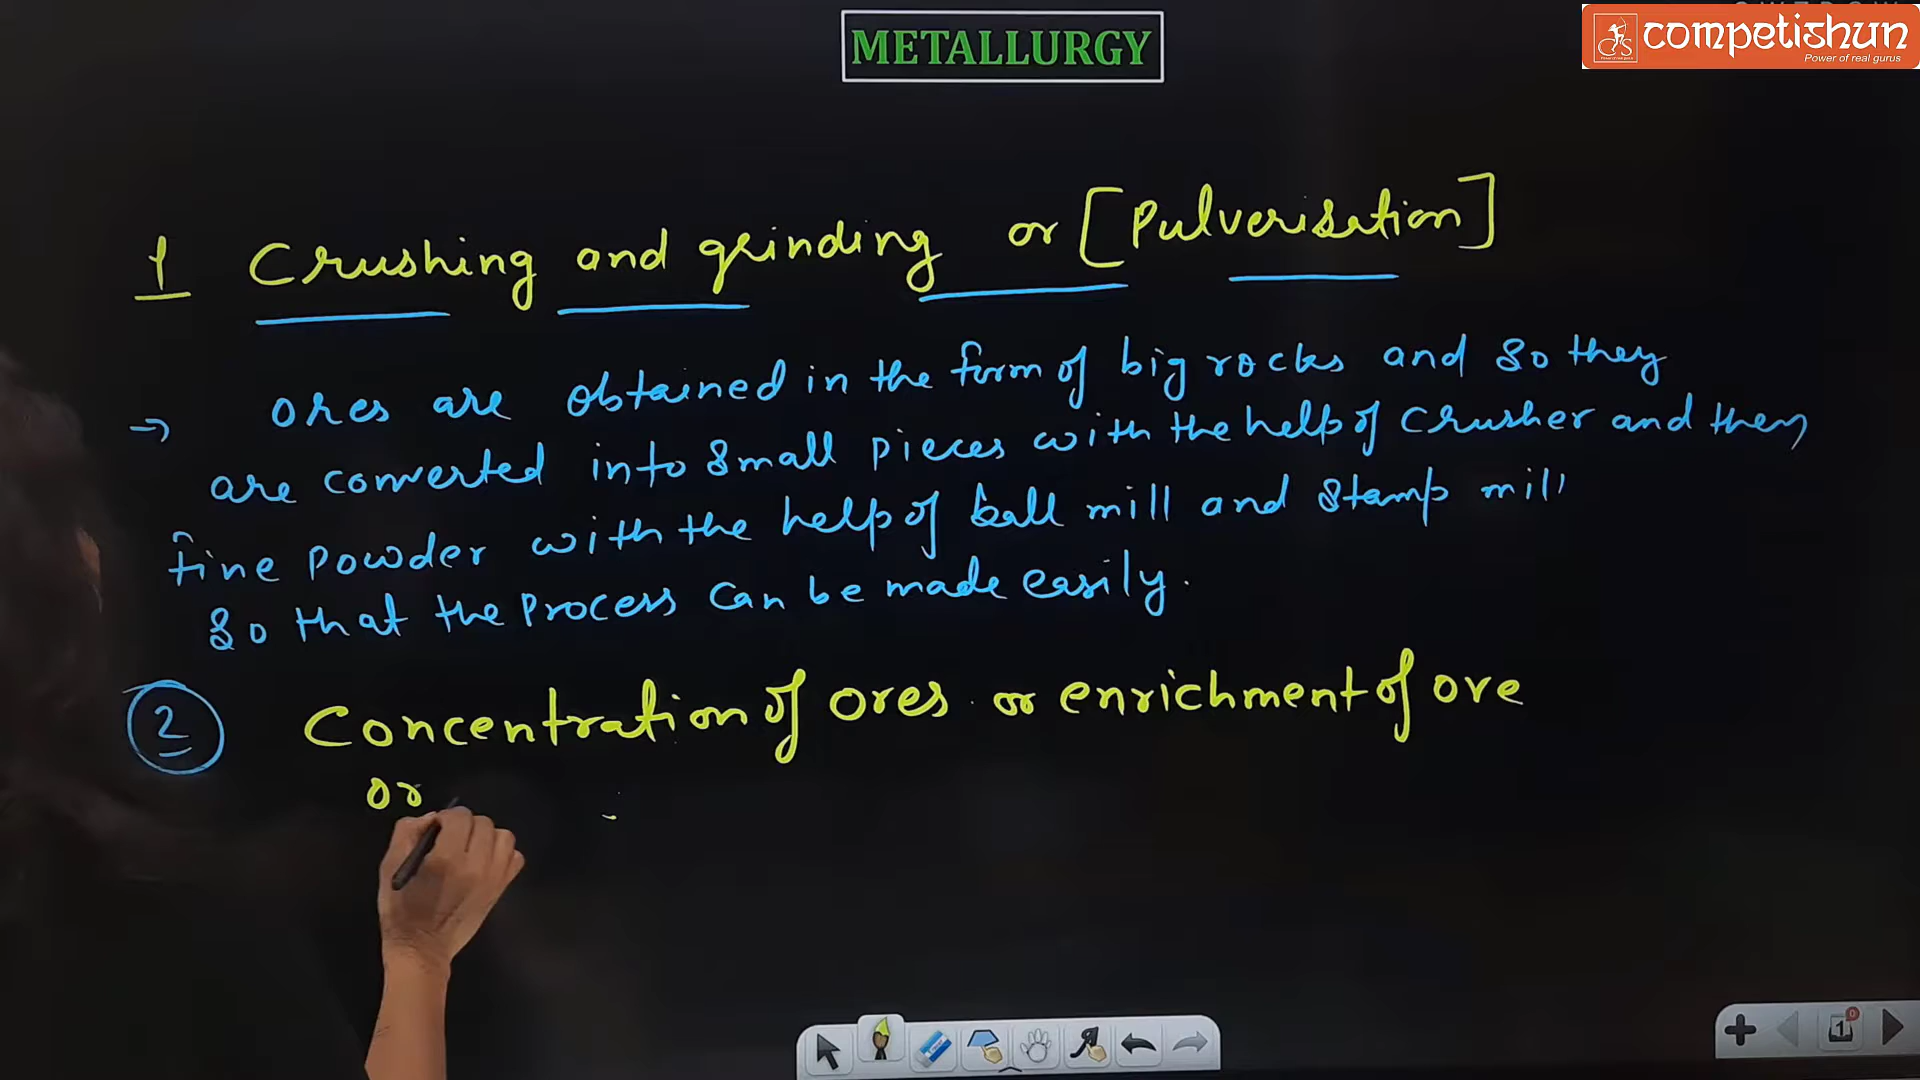 METALLURGY
competishun
Power of real gurus
1 Crushing and grinding or [Pulverisation]
→ Ores are obtained in the form of big rocks and so they
are converted into small pieces with the help of crusher and then
fine powder with the help of ball mill and stamp mill
so that the process can be made easily.
2 Concentration of ores or enrichment of ore
or
1
0